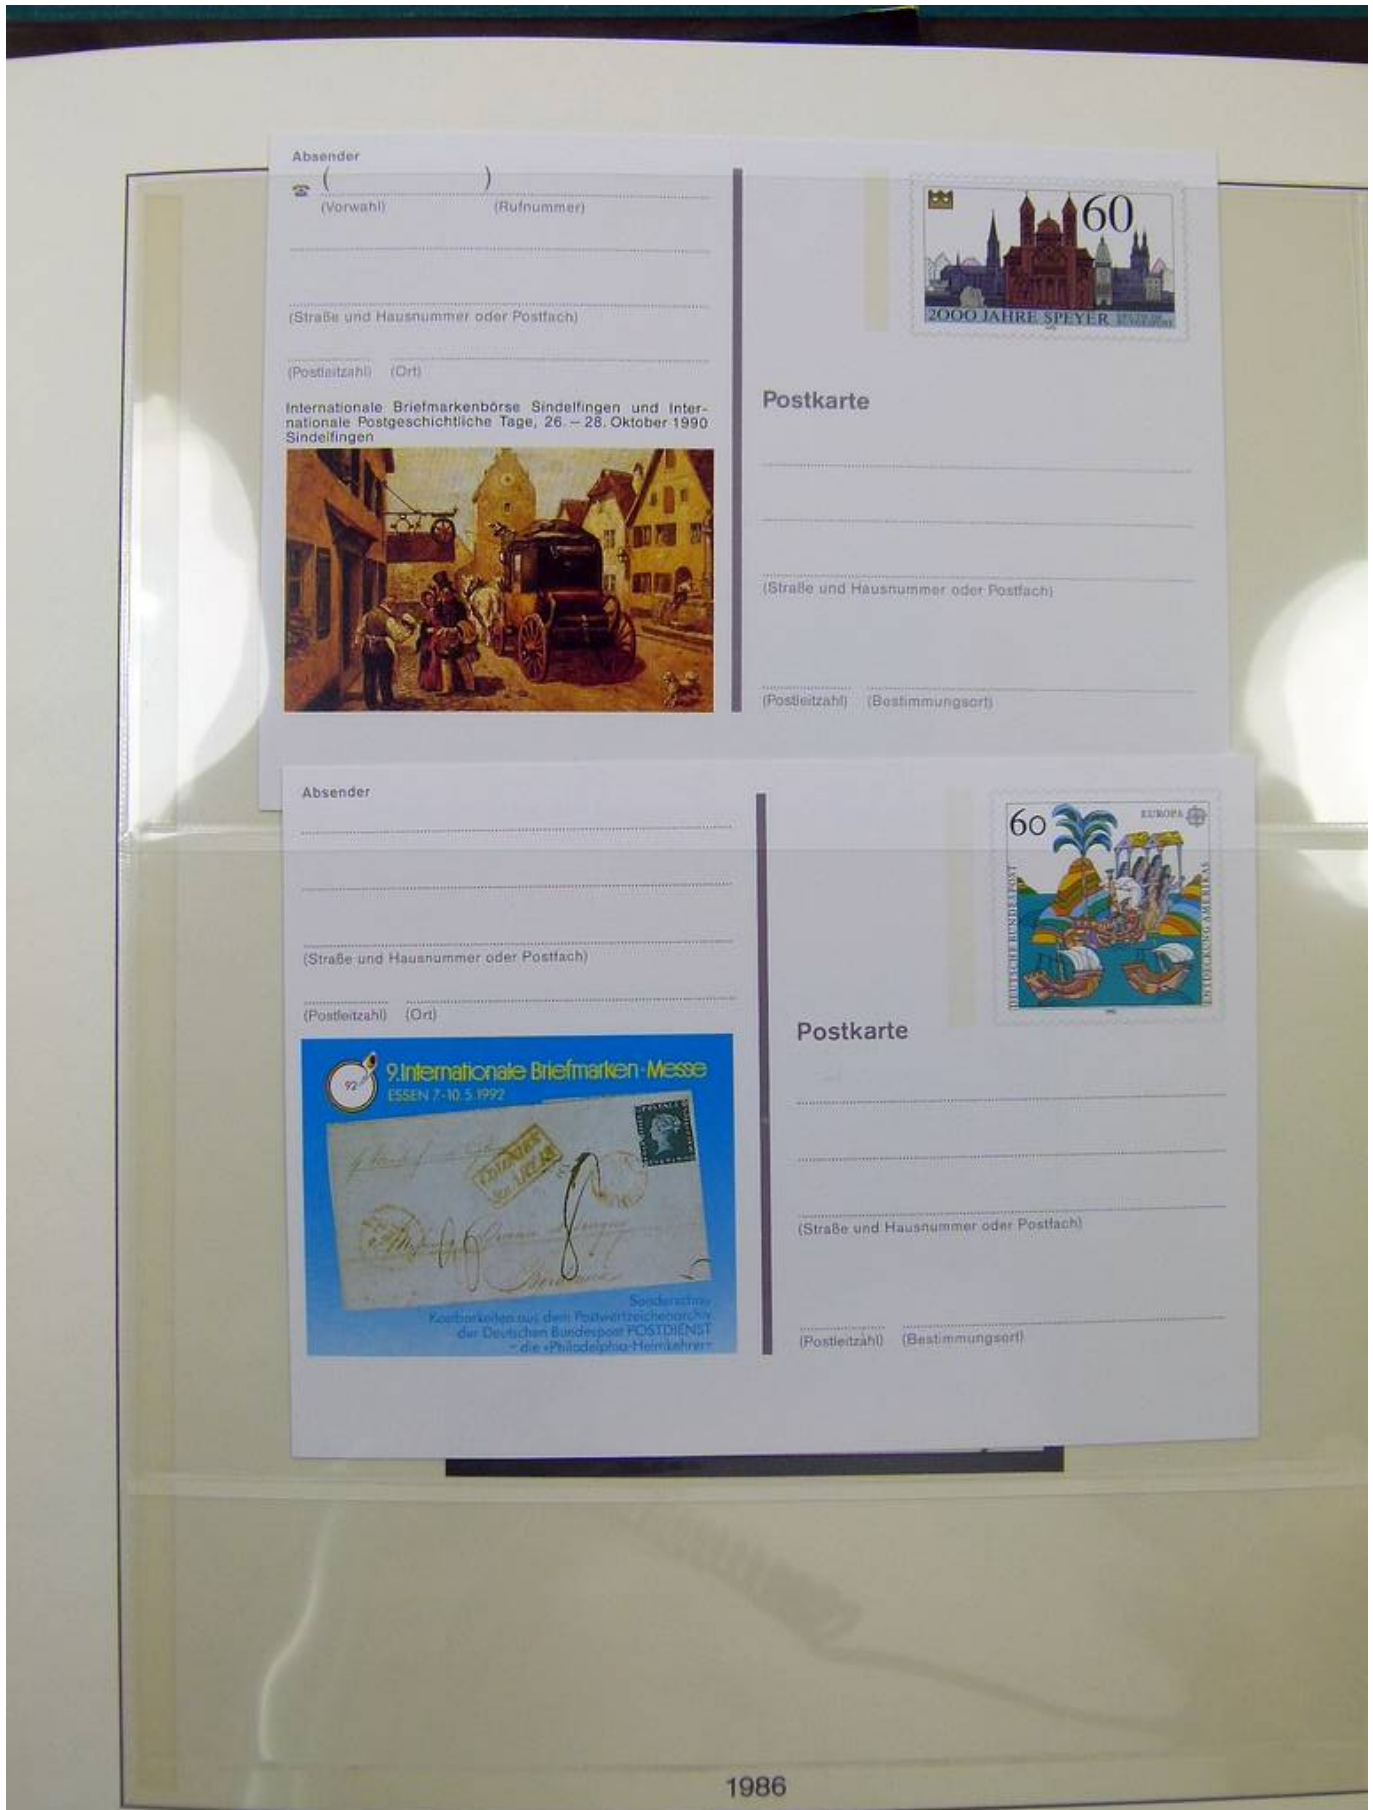 Absender
( )
(Vorwahl) (Rufnummer)
(Straße und Hausnummer oder Postfach)
(Postleitzahl) (Ort)
Internationale Briefmarkenbörse Sindelfingen und Inter-
nationale Postgeschichtliche Tage, 26.–28. Oktober 1990
Sindelfingen
60
2000 JAHRE SPEYER
Postkarte
(Straße und Hausnummer oder Postfach)
(Postleitzahl) (Bestimmungsort)
Absender
(Straße und Hausnummer oder Postfach)
(Postleitzahl) (Ort)
92
9.Internationale Briefmarken-Messe
ESSEN 7.-10.5.1992
Sonderschau
Kostbarkeiten aus dem Postwertzeichenarchiv
der Deutschen Bundespost POSTDIENST
– die »Philadelphia-Heimkehrer«
60
EUROPA
DEUTSCHE BUNDESPOST
ENTDECKUNG AMERIKAS
Postkarte
(Straße und Hausnummer oder Postfach)
(Postleitzahl) (Bestimmungsort)
1986